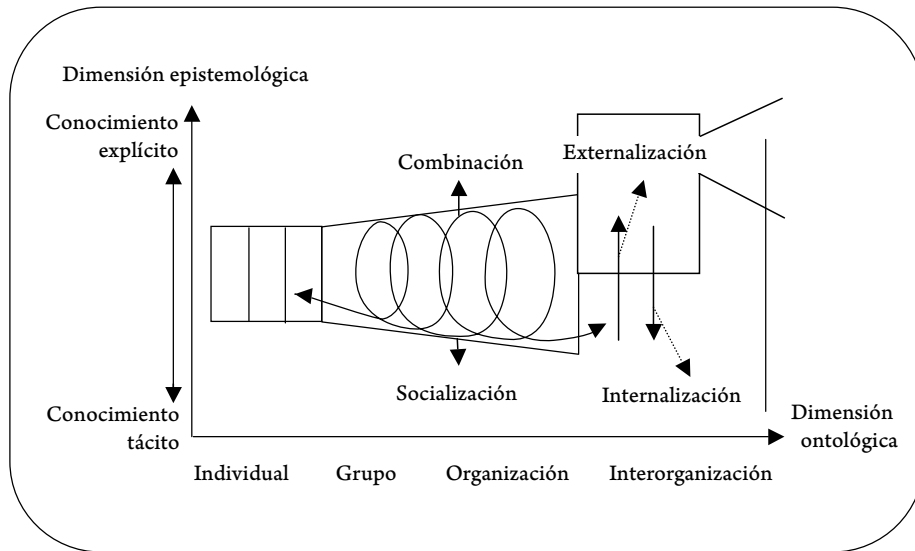 Dimensión epistemológica
Conocimiento
explícito
Combinación
Externalización
Socialización
Internalización
Conocimiento
tácito
Dimensión
ontológica
Individual Grupo Organización Interorganización